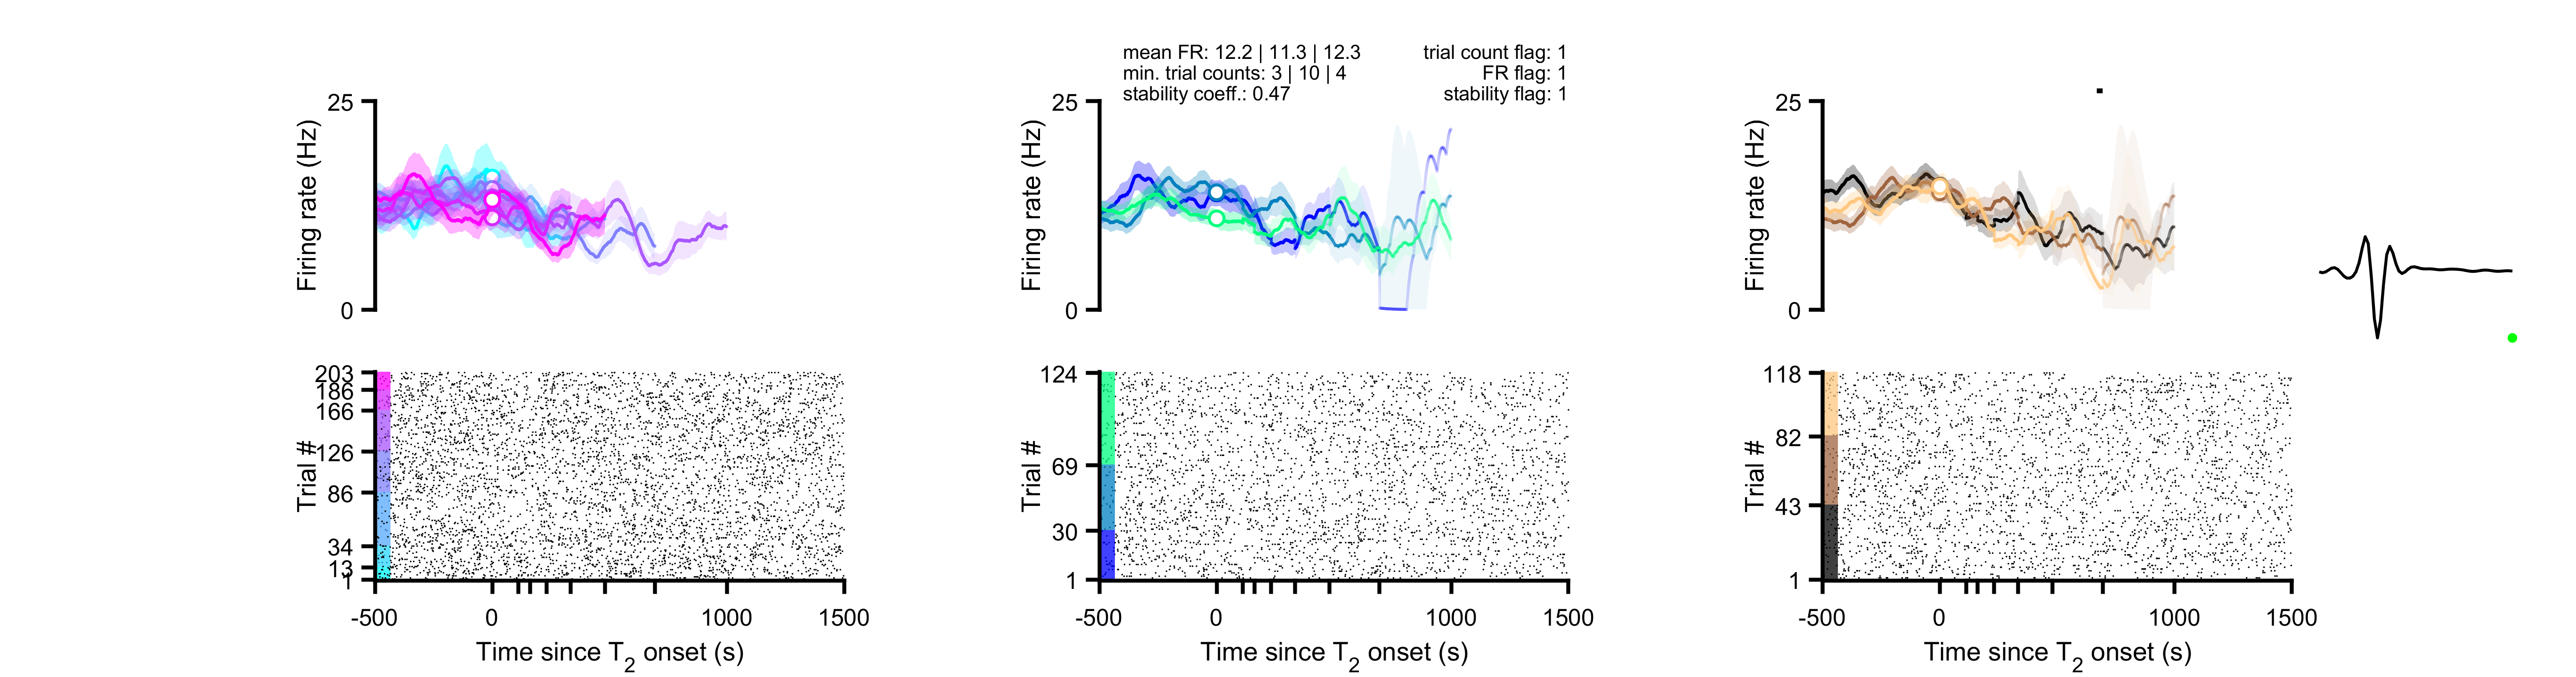 mean FR: 12.2 | 11.3 | 12.3
min. trial counts: 3 | 10 | 4
stability coeff.: 0.47
trial count flag: 1
FR flag: 1
stability flag: 1
25
Firing rate (Hz)
0
203
186
166
126
86
34
13
1
Trial #
-500 0 1000 1500
Time since T2 onset (s)
25
Firing rate (Hz)
0
124
69
30
1
Trial #
-500 0 1000 1500
Time since T2 onset (s)
25
Firing rate (Hz)
0
118
82
43
1
Trial #
-500 0 1000 1500
Time since T2 onset (s)